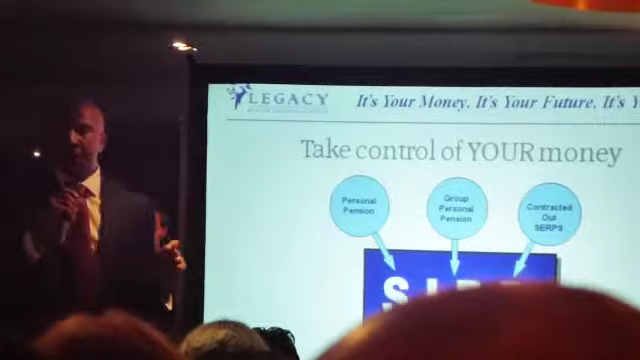 LEGACY
It's Your Money. It's Your Future. It's
Take control of YOUR money
Personal
Pension
Group
Personal
Pension
Contracted
Out
SERPS